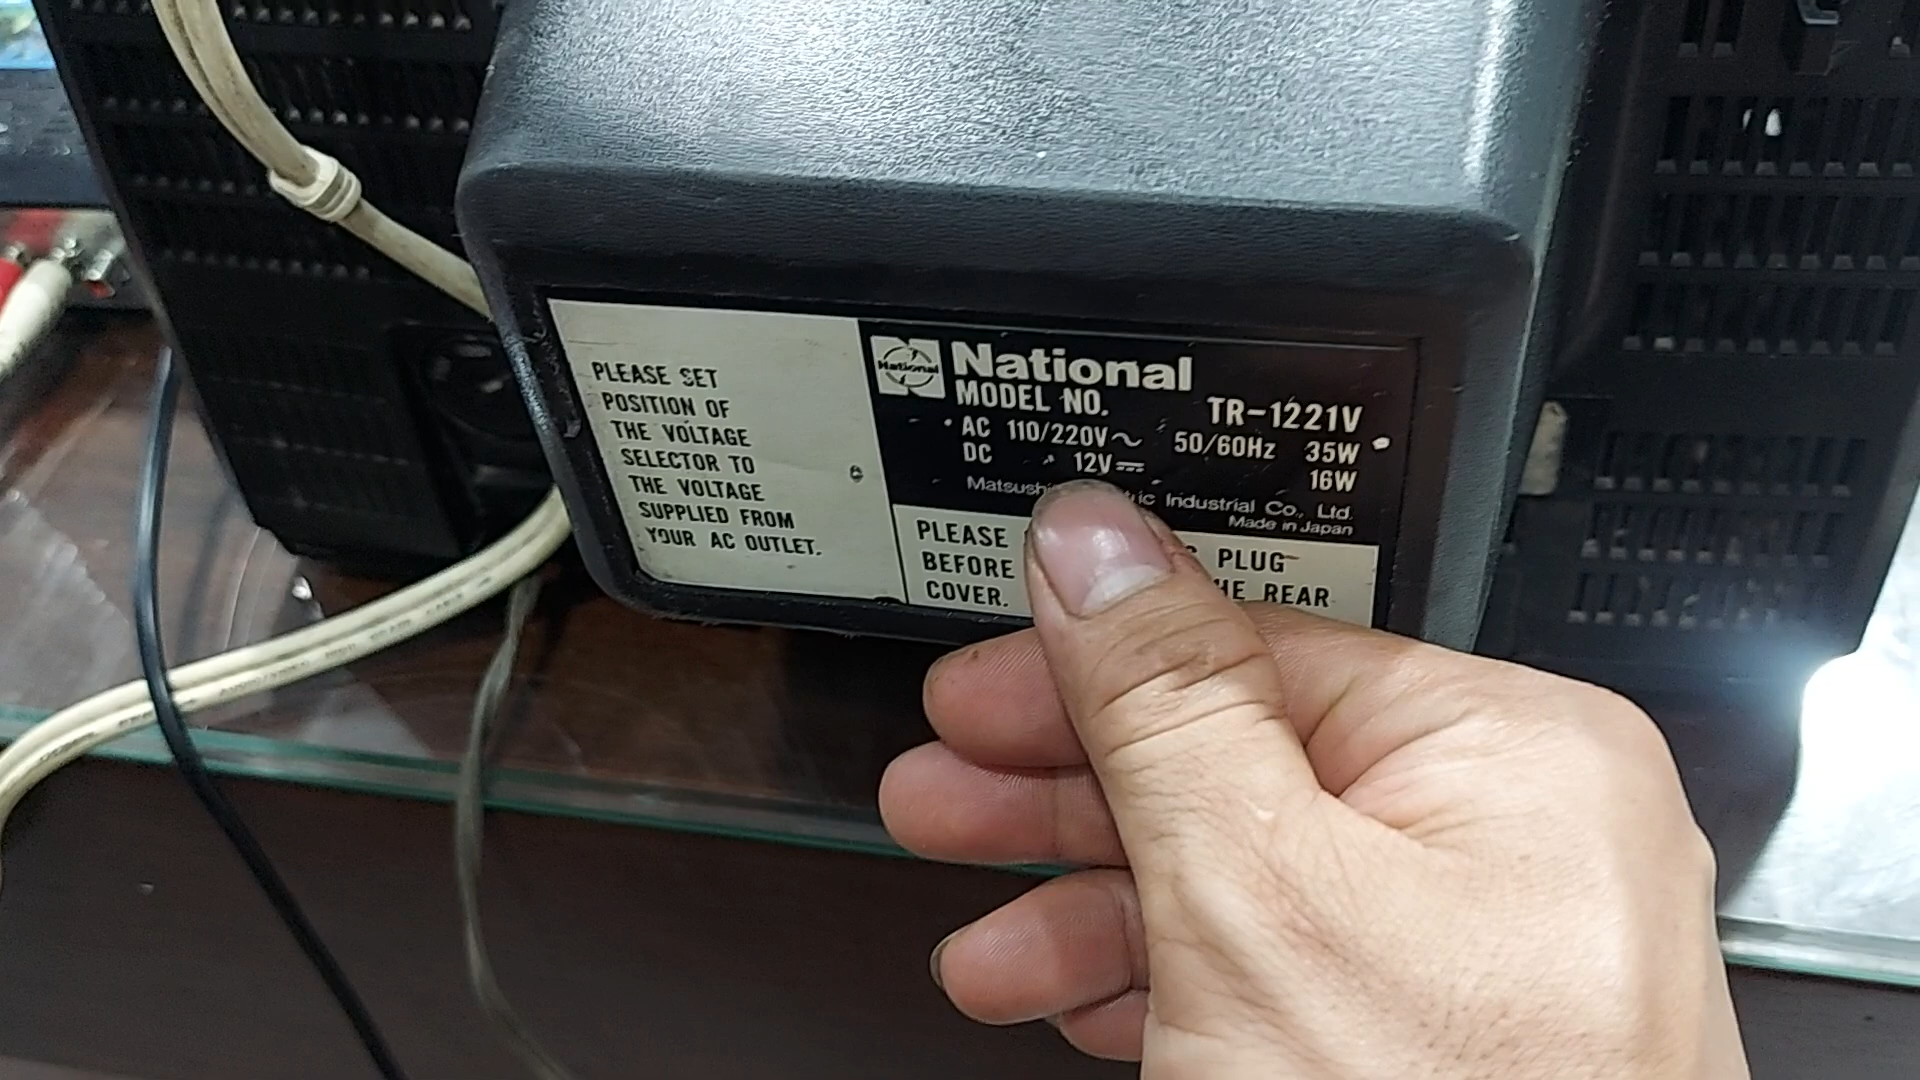 PLEASE SET
POSITION OF
THE VOLTAGE
SELECTOR TO
THE VOLTAGE
SUPPLIED FROM
YOUR AC OUTLET.
National
National
MODEL NO. TR-1221V
AC 110/220V~ 50/60Hz 35W
DC 12V⎓ 16W
Industrial Co., Ltd.
Made in Japan
PLEASE PLUG
BEFORE REAR
COVER.